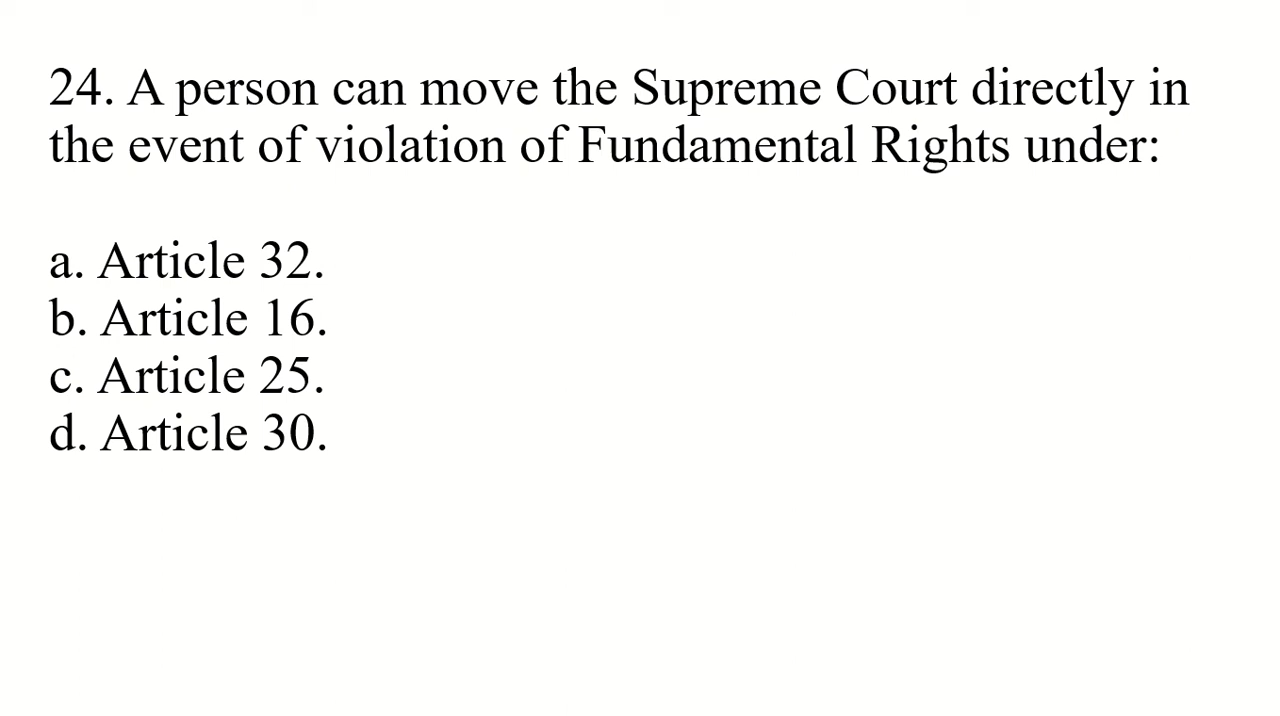 24. A person can move the Supreme Court directly in
the event of violation of Fundamental Rights under:
a. Article 32.
b. Article 16.
c. Article 25.
d. Article 30.